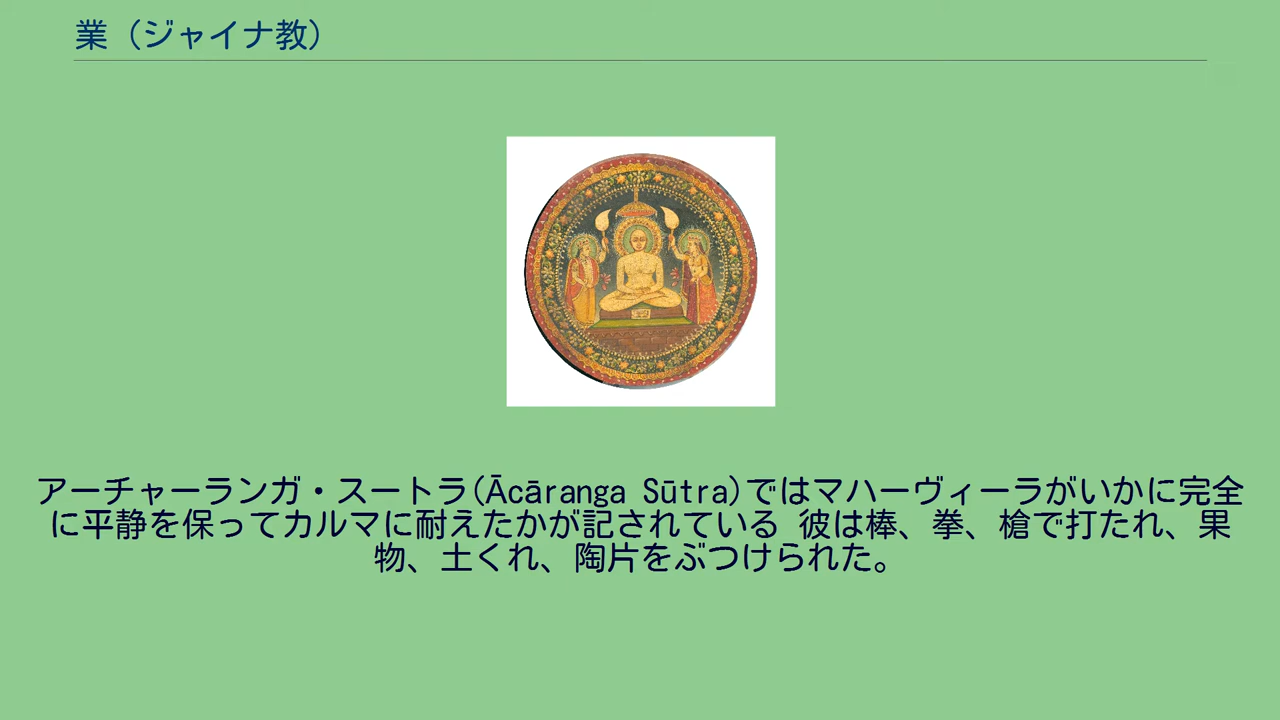 業（ジャイナ教）
アーチャーランガ・スートラ(Ācāranga Sūtra)ではマハーヴィーラがいかに完全
に平静を保ってカルマに耐えたかが記されている 彼は棒、拳、槍で打たれ、果
物、土くれ、陶片をぶつけられた。